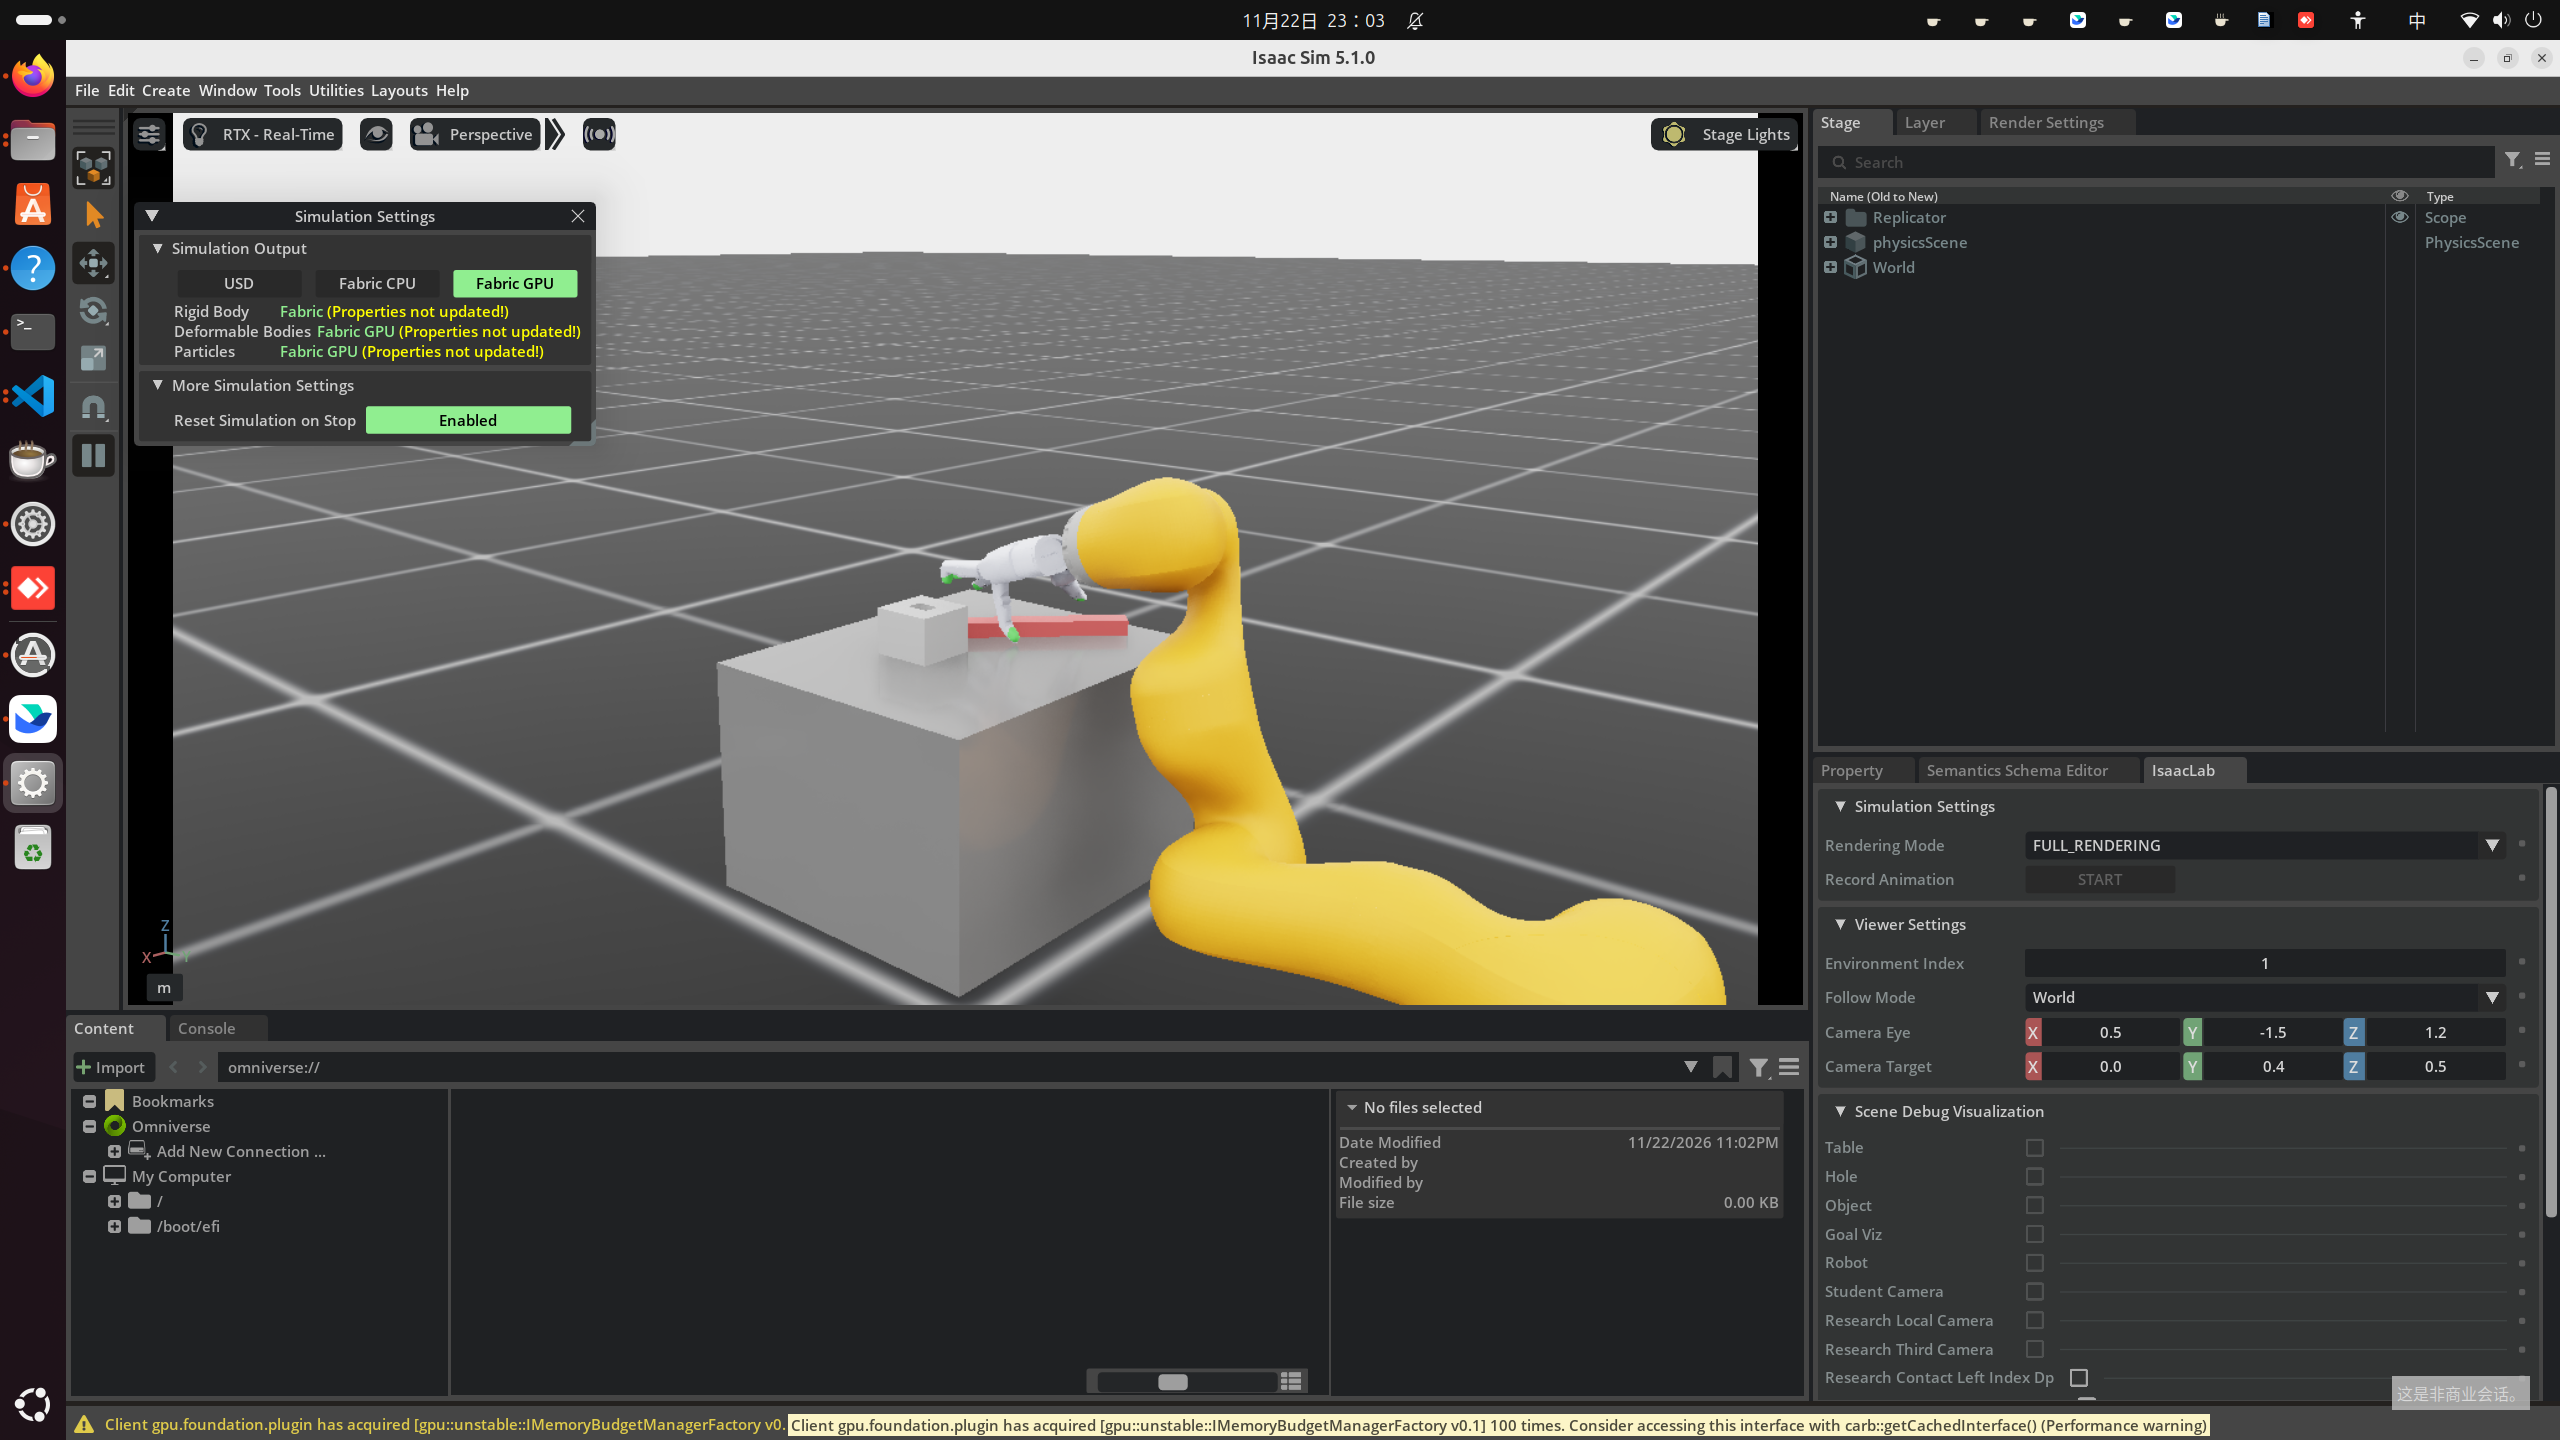 11月22日 23：03
中
Isaac Sim 5.1.0
File Edit Create Window Tools Utilities Layouts Help
RTX - Real-Time
Perspective
Stage Lights
Simulation Settings
Simulation Output
USD
Fabric CPU
Fabric GPU
Rigid Body Fabric (Properties not updated!)
Deformable Bodies Fabric GPU (Properties not updated!)
Particles Fabric GPU (Properties not updated!)
More Simulation Settings
Reset Simulation on Stop Enabled
Z
X
Y
m
Stage Layer Render Settings
Search
Name (Old to New) Type
Replicator Scope
physicsScene PhysicsScene
World
Property Semantics Schema Editor IsaacLab
Simulation Settings
Rendering Mode FULL_RENDERING
Record Animation START
Viewer Settings
Environment Index 1
Follow Mode World
Camera Eye X 0.5 Y -1.5 Z 1.2
Camera Target X 0.0 Y 0.4 Z 0.5
Scene Debug Visualization
Table
Hole
Object
Goal Viz
Robot
Student Camera
Research Local Camera
Research Third Camera
Research Contact Left Index Dp
这是非商业会话。
Content Console
Import
omniverse://
Bookmarks
Omniverse
Add New Connection ...
My Computer
/
/boot/efi
No files selected
Date Modified 11/22/2026 11:02PM
Created by
Modified by
File size 0.00 KB
Client gpu.foundation.plugin has acquired [gpu::unstable::IMemoryBudgetManagerFactory v0.
Client gpu.foundation.plugin has acquired [gpu::unstable::IMemoryBudgetManagerFactory v0.1] 100 times. Consider accessing this interface with carb::getCachedInterface() (Performance warning)